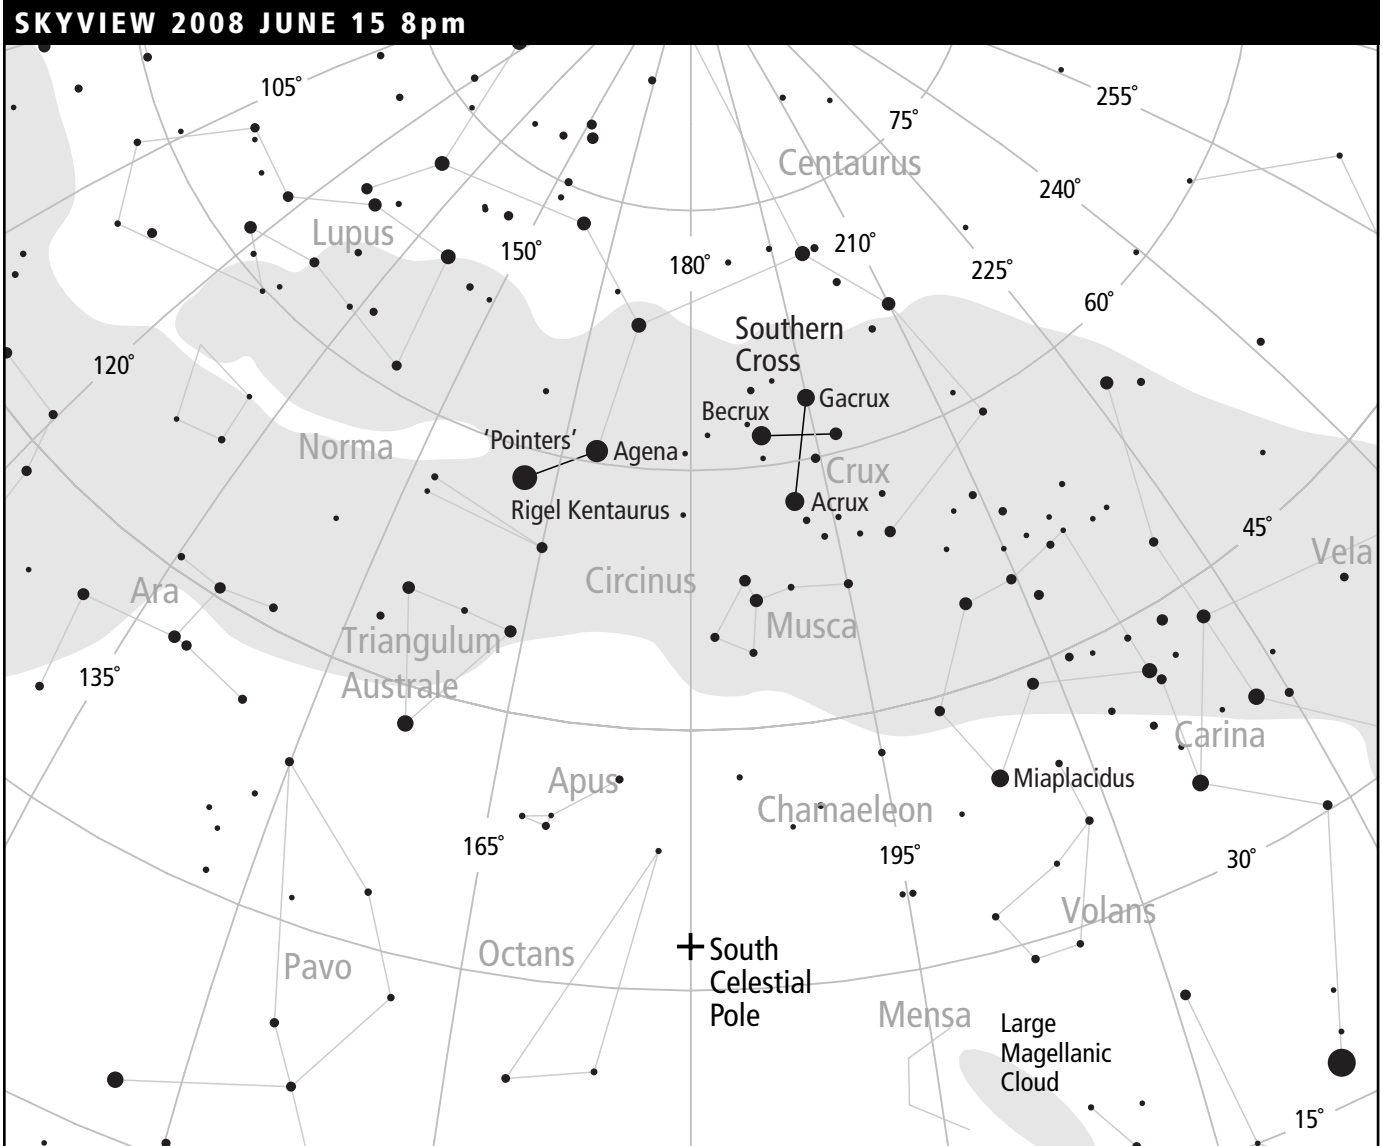 SKYVIEW 2008 JUNE 15 8pm
105°
255°
75°
Centaurus
240°
Lupus
150°
180°
210°
225°
60°
Southern
Cross
120°
Becrux
Gacrux
Norma
'Pointers'
Agena
Crux
Rigel Kentaurus
Acrux
45°
Vela
Ara
Circinus
Musca
Triangulum
Australe
135°
Carina
Apus
Miaplacidus
Chamaeleon
165°
195°
30°
Volans
Octans
South
Celestial
Pole
Pavo
Mensa
Large
Magellanic
Cloud
15°